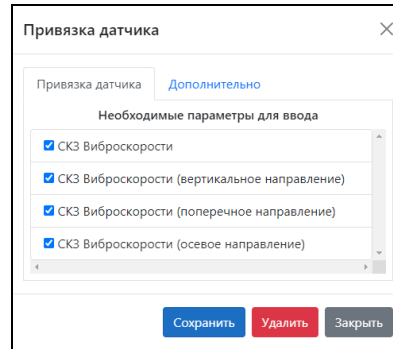 Привязка датчика
Привязка датчика Дополнительно
Необходимые параметры для ввода
СКЗ Виброскорости
СКЗ Виброскорости (вертикальное направление)
СКЗ Виброскорости (поперечное направление)
СКЗ Виброскорости (осевое направление)
Сохранить Удалить Закрыть